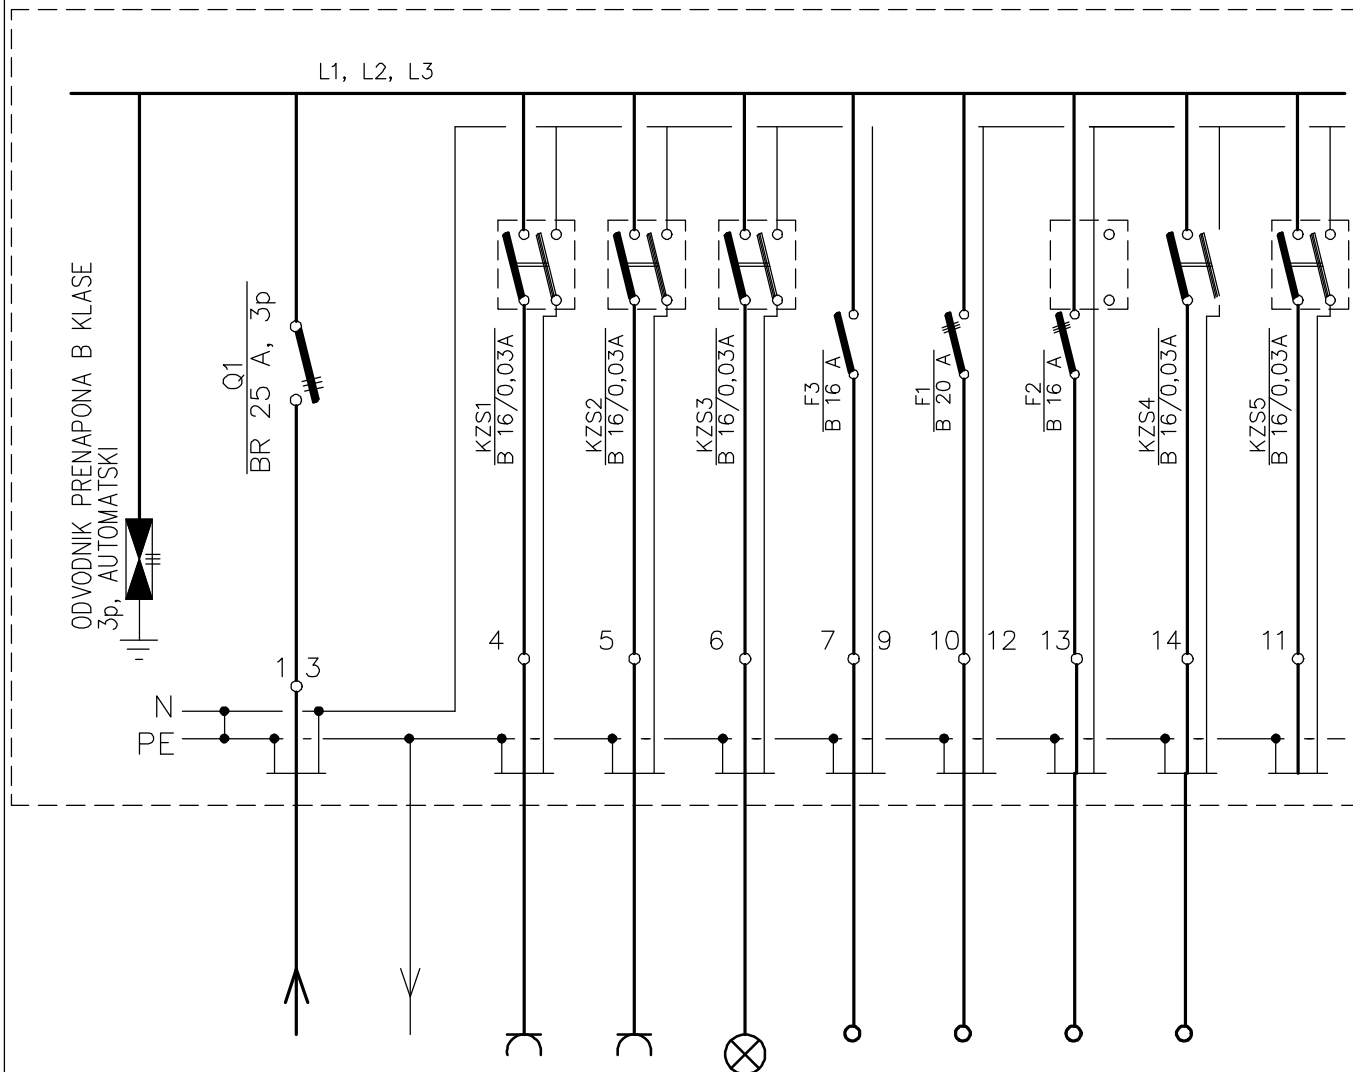 L1, L2, L3
ODVODNIK PRENAPONA B KLASE
3p, AUTOMATSKI
Q1
BR 25 A, 3p
KZS1
B 16/0,03A
KZS2
B 16/0,03A
KZS3
B 16/0,03A
F3
B 16 A
F1
B 20 A
F2
B 16 A
KZS4
B 16/0,03A
KZS5
B 16/0,03A
1 3
4
5
6
7 9
10 12
13
14
11
N
PE